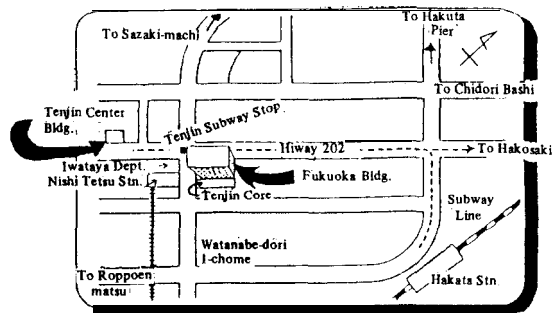 To Hakuta
Pier
To Sazaki-machi
To Chidori Bashi
Tenjin Center
Bldg.
Tenjin Subway Stop.
Hiway 202
To Hakosaki
Iwataya Dept.
Nishi Tetsu Stn.
Fukuoka Bldg.
Tenjin Core
Subway
Line
Watanabe-dori
1-chome
To Roppoen
matsu
Hakata Stn.